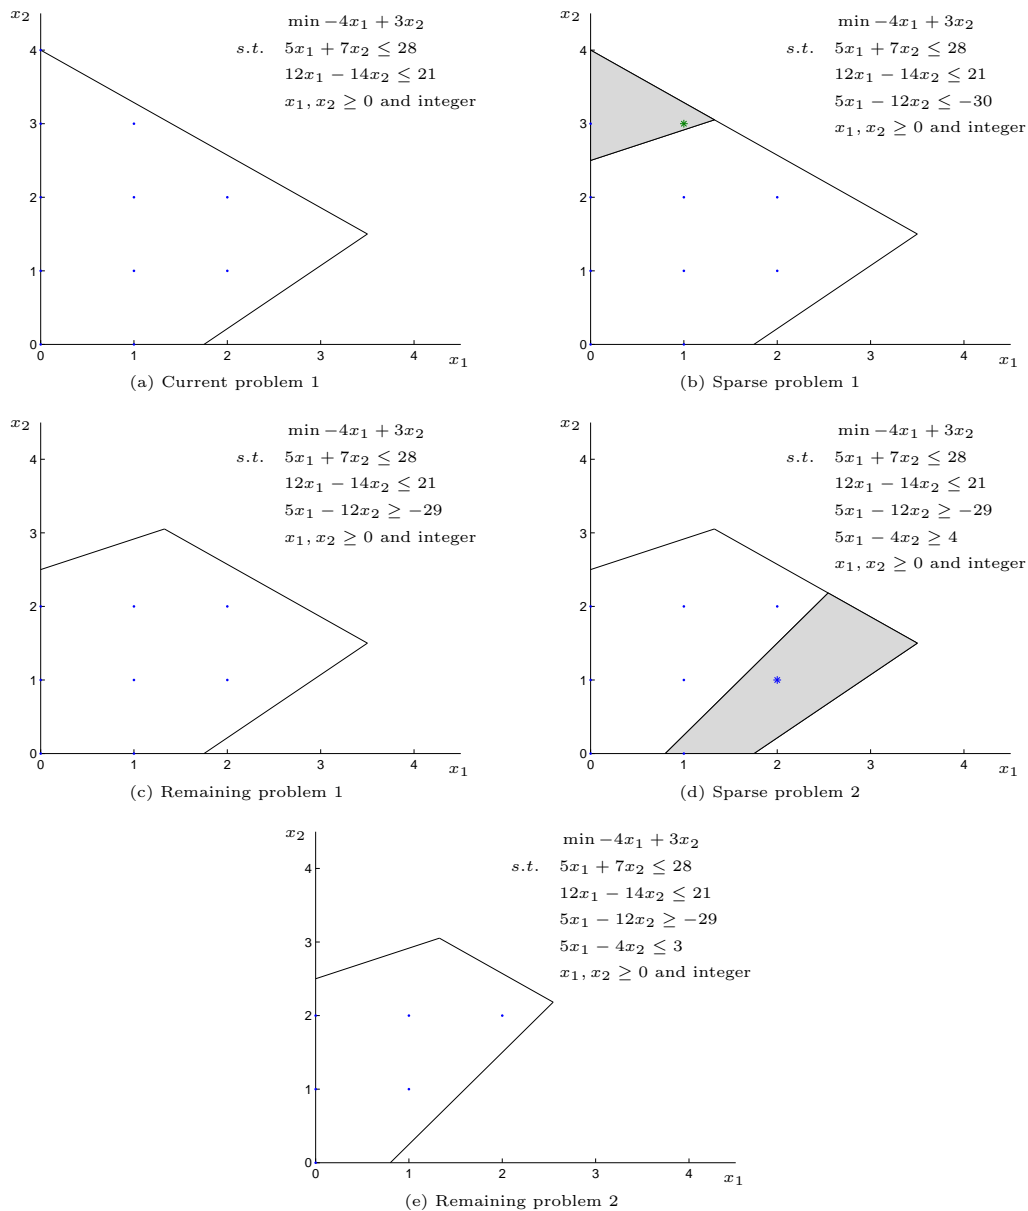 x₂
min −4x₁ + 3x₂
s.t. 5x₁ + 7x₂ ≤ 28
12x₁ − 14x₂ ≤ 21
x₁, x₂ ≥ 0 and integer
4
3
2
1
0
0 1 2 3 4
x₁
(a) Current problem 1
x₂
min −4x₁ + 3x₂
s.t. 5x₁ + 7x₂ ≤ 28
12x₁ − 14x₂ ≤ 21
5x₁ − 12x₂ ≤ −30
x₁, x₂ ≥ 0 and integer
4
3
2
1
0
0 1 2 3 4
x₁
(b) Sparse problem 1
x₂
min −4x₁ + 3x₂
s.t. 5x₁ + 7x₂ ≤ 28
12x₁ − 14x₂ ≤ 21
5x₁ − 12x₂ ≥ −29
x₁, x₂ ≥ 0 and integer
4
3
2
1
0
0 1 2 3 4
x₁
(c) Remaining problem 1
x₂
min −4x₁ + 3x₂
s.t. 5x₁ + 7x₂ ≤ 28
12x₁ − 14x₂ ≤ 21
5x₁ − 12x₂ ≥ −29
5x₁ − 4x₂ ≥ 4
x₁, x₂ ≥ 0 and integer
4
3
2
1
0
0 1 2 3 4
x₁
(d) Sparse problem 2
x₂
min −4x₁ + 3x₂
s.t. 5x₁ + 7x₂ ≤ 28
12x₁ − 14x₂ ≤ 21
5x₁ − 12x₂ ≥ −29
5x₁ − 4x₂ ≤ 3
x₁, x₂ ≥ 0 and integer
4
3
2
1
0
0 1 2 3 4
x₁
(e) Remaining problem 2